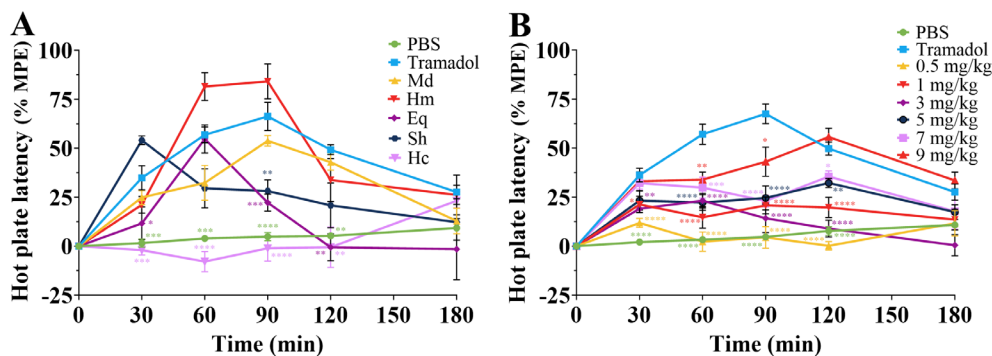 A
Hot plate latency (% MPE)
100
75
50
25
0
-25
0 30 60 90 120 180
Time (min)
PBS
Tramadol
Md
Hm
Eq
Sh
Hc
B
Hot plate latency (% MPE)
100
75
50
25
0
-25
0 30 60 90 120 180
Time (min)
PBS
Tramadol
0.5 mg/kg
1 mg/kg
3 mg/kg
5 mg/kg
7 mg/kg
9 mg/kg